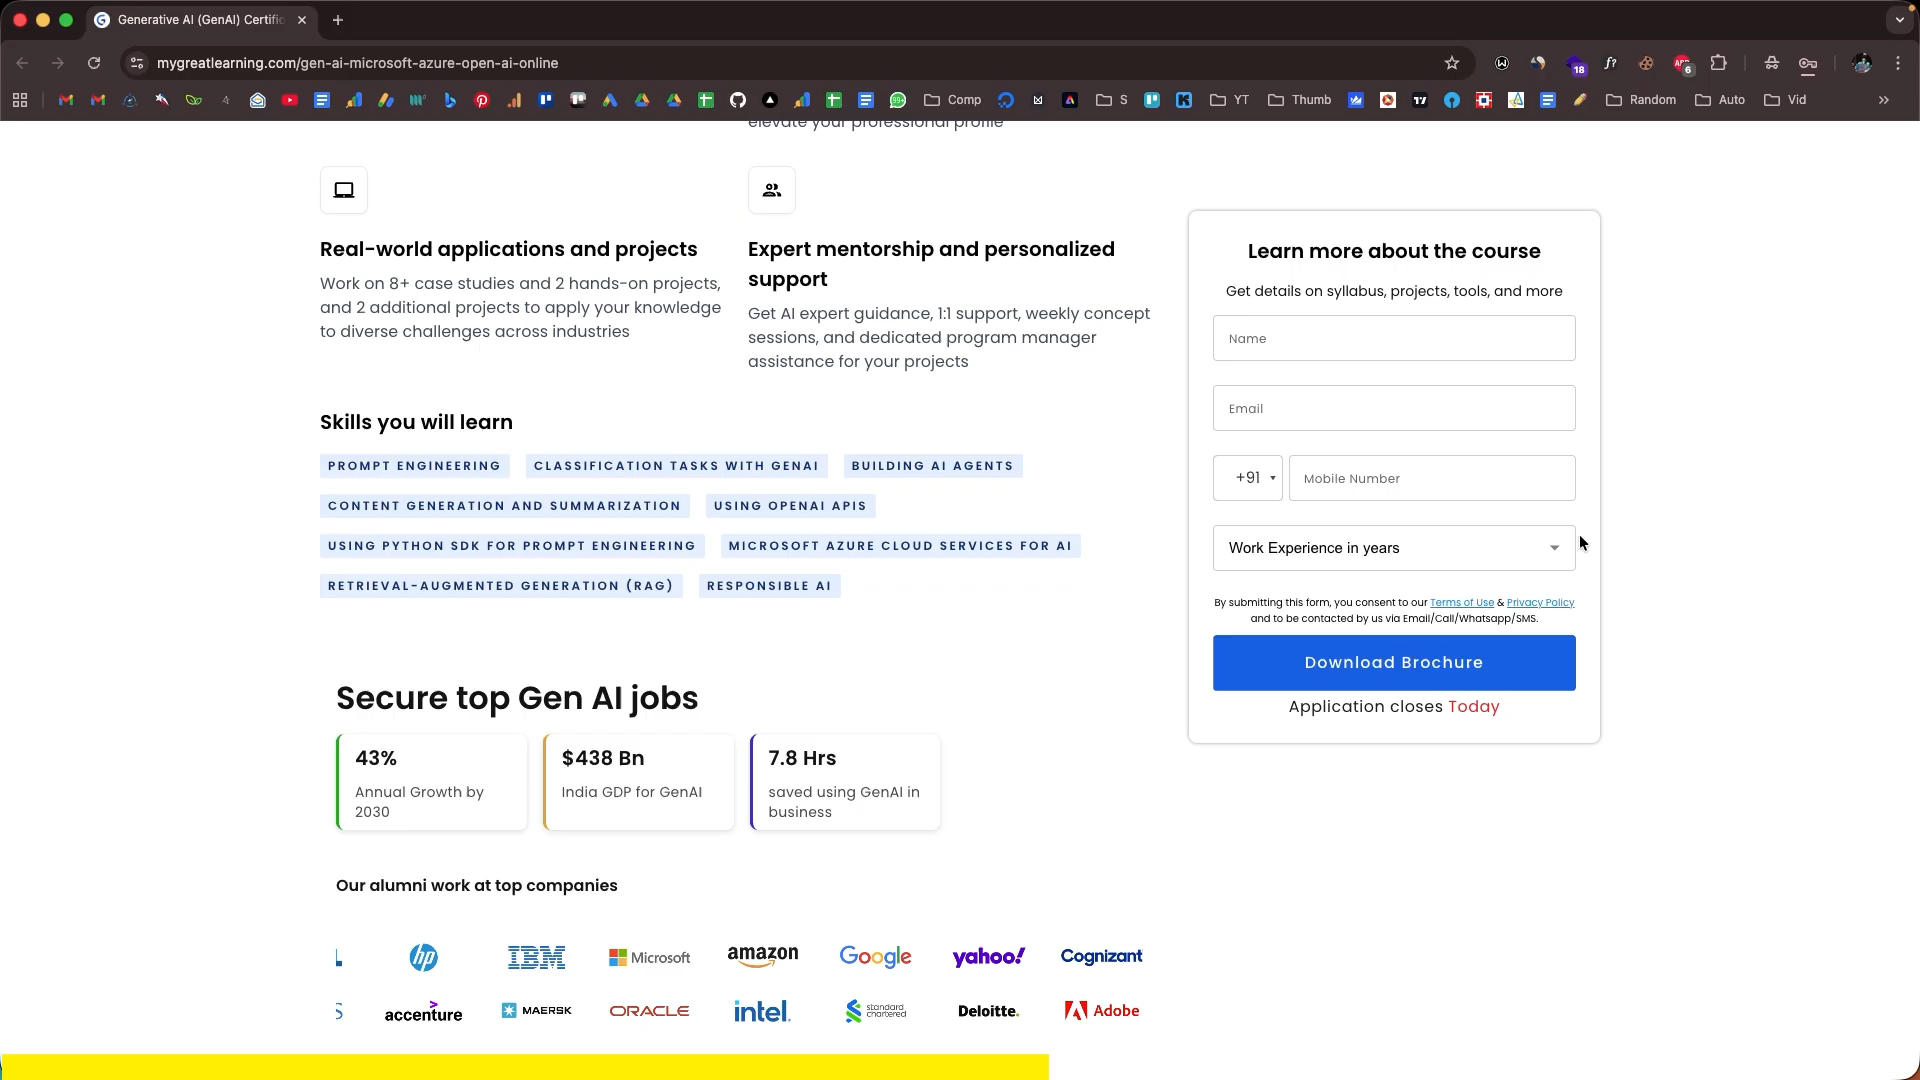 Generative AI (GenAI) Certific
mygreatlearning.com/gen-ai-microsoft-azure-open-ai-online
18
6
Comp
S
YT
Thumb
Random
Auto
Vid
elevate your professional profile
Real-world applications and projects
Work on 8+ case studies and 2 hands-on projects,
and 2 additional projects to apply your knowledge
to diverse challenges across industries
Expert mentorship and personalized
support
Get AI expert guidance, 1:1 support, weekly concept
sessions, and dedicated program manager
assistance for your projects
Skills you will learn
PROMPT ENGINEERING
CLASSIFICATION TASKS WITH GENAI
BUILDING AI AGENTS
CONTENT GENERATION AND SUMMARIZATION
USING OPENAI APIS
USING PYTHON SDK FOR PROMPT ENGINEERING
MICROSOFT AZURE CLOUD SERVICES FOR AI
RETRIEVAL-AUGMENTED GENERATION (RAG)
RESPONSIBLE AI
Secure top Gen AI jobs
43%
Annual Growth by
2030
$438 Bn
India GDP for GenAI
7.8 Hrs
saved using GenAI in
business
Our alumni work at top companies
hp
IBM
Microsoft
amazon
Google
yahoo!
Cognizant
accenture
MAERSK
ORACLE
intel.
standard
chartered
Deloitte.
Adobe
Learn more about the course
Get details on syllabus, projects, tools, and more
Name
Email
+91
Mobile Number
Work Experience in years
By submitting this form, you consent to our Terms of Use & Privacy Policy
and to be contacted by us via Email/Call/Whatsapp/SMS.
Download Brochure
Application closes Today